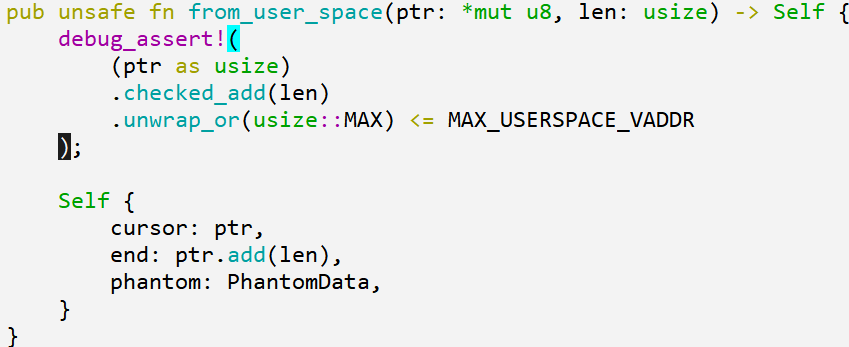 pub unsafe fn from_user_space(ptr: *mut u8, len: usize) -> Self {
    debug_assert!(
        (ptr as usize)
        .checked_add(len)
        .unwrap_or(usize::MAX) <= MAX_USERSPACE_VADDR
    );

    Self {
        cursor: ptr,
        end: ptr.add(len),
        phantom: PhantomData,
    }
}